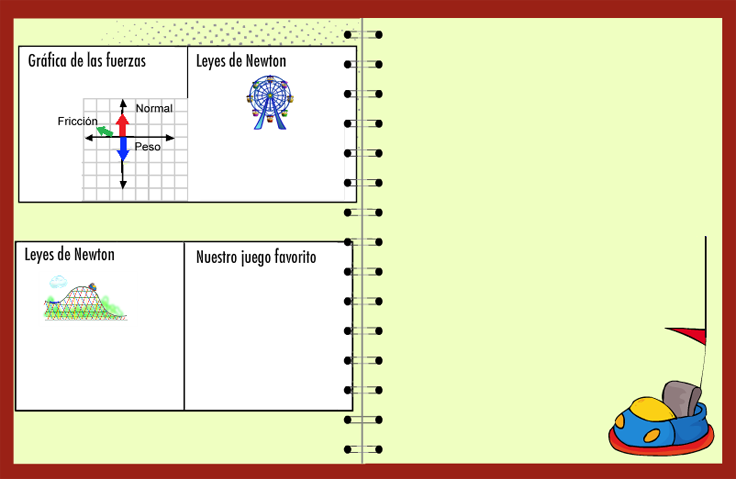 Gráfica de las fuerzas
Leyes de Newton
Normal
Fricción
Peso
Leyes de Newton
Nuestro juego favorito